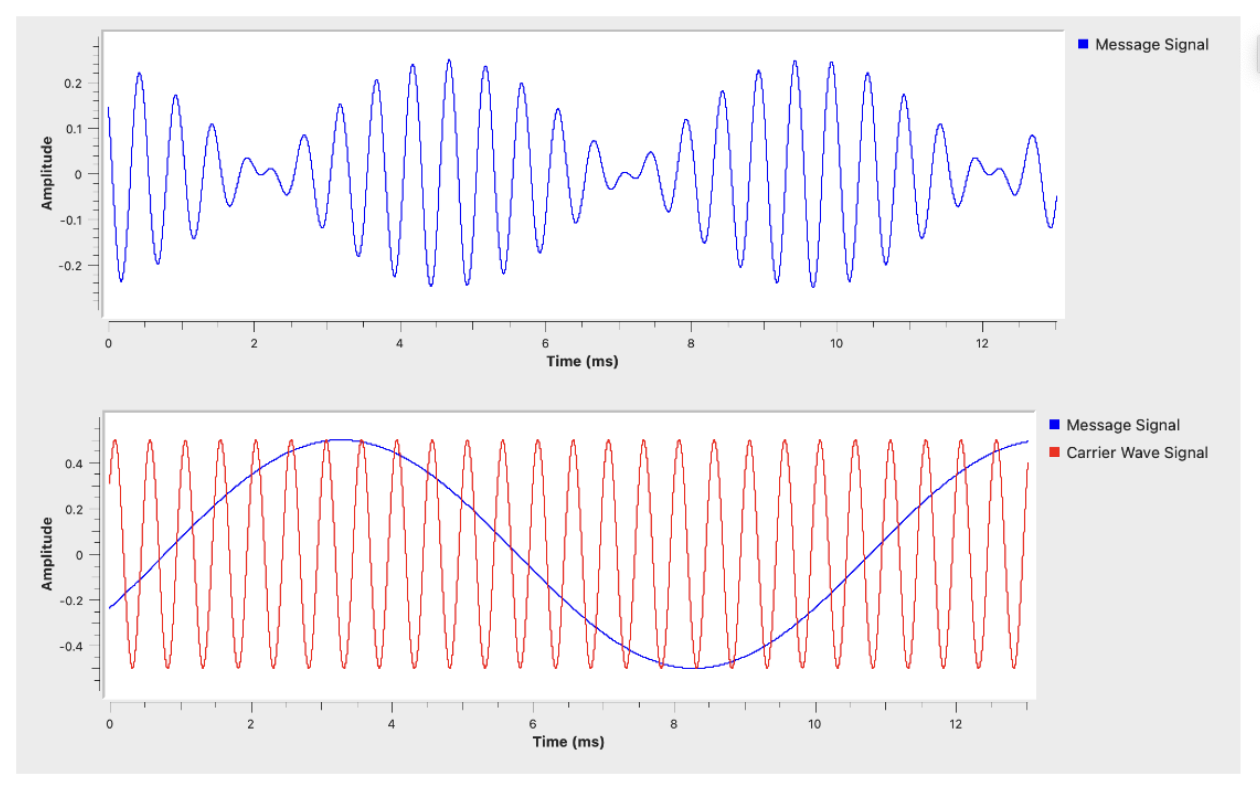 Message Signal
0.2
0.1
0
-0.1
-0.2
Amplitude
0 2 4 6 8 10 12
Time (ms)
Message Signal
Carrier Wave Signal
0.4
0.2
0
-0.2
-0.4
Amplitude
0 2 4 6 8 10 12
Time (ms)